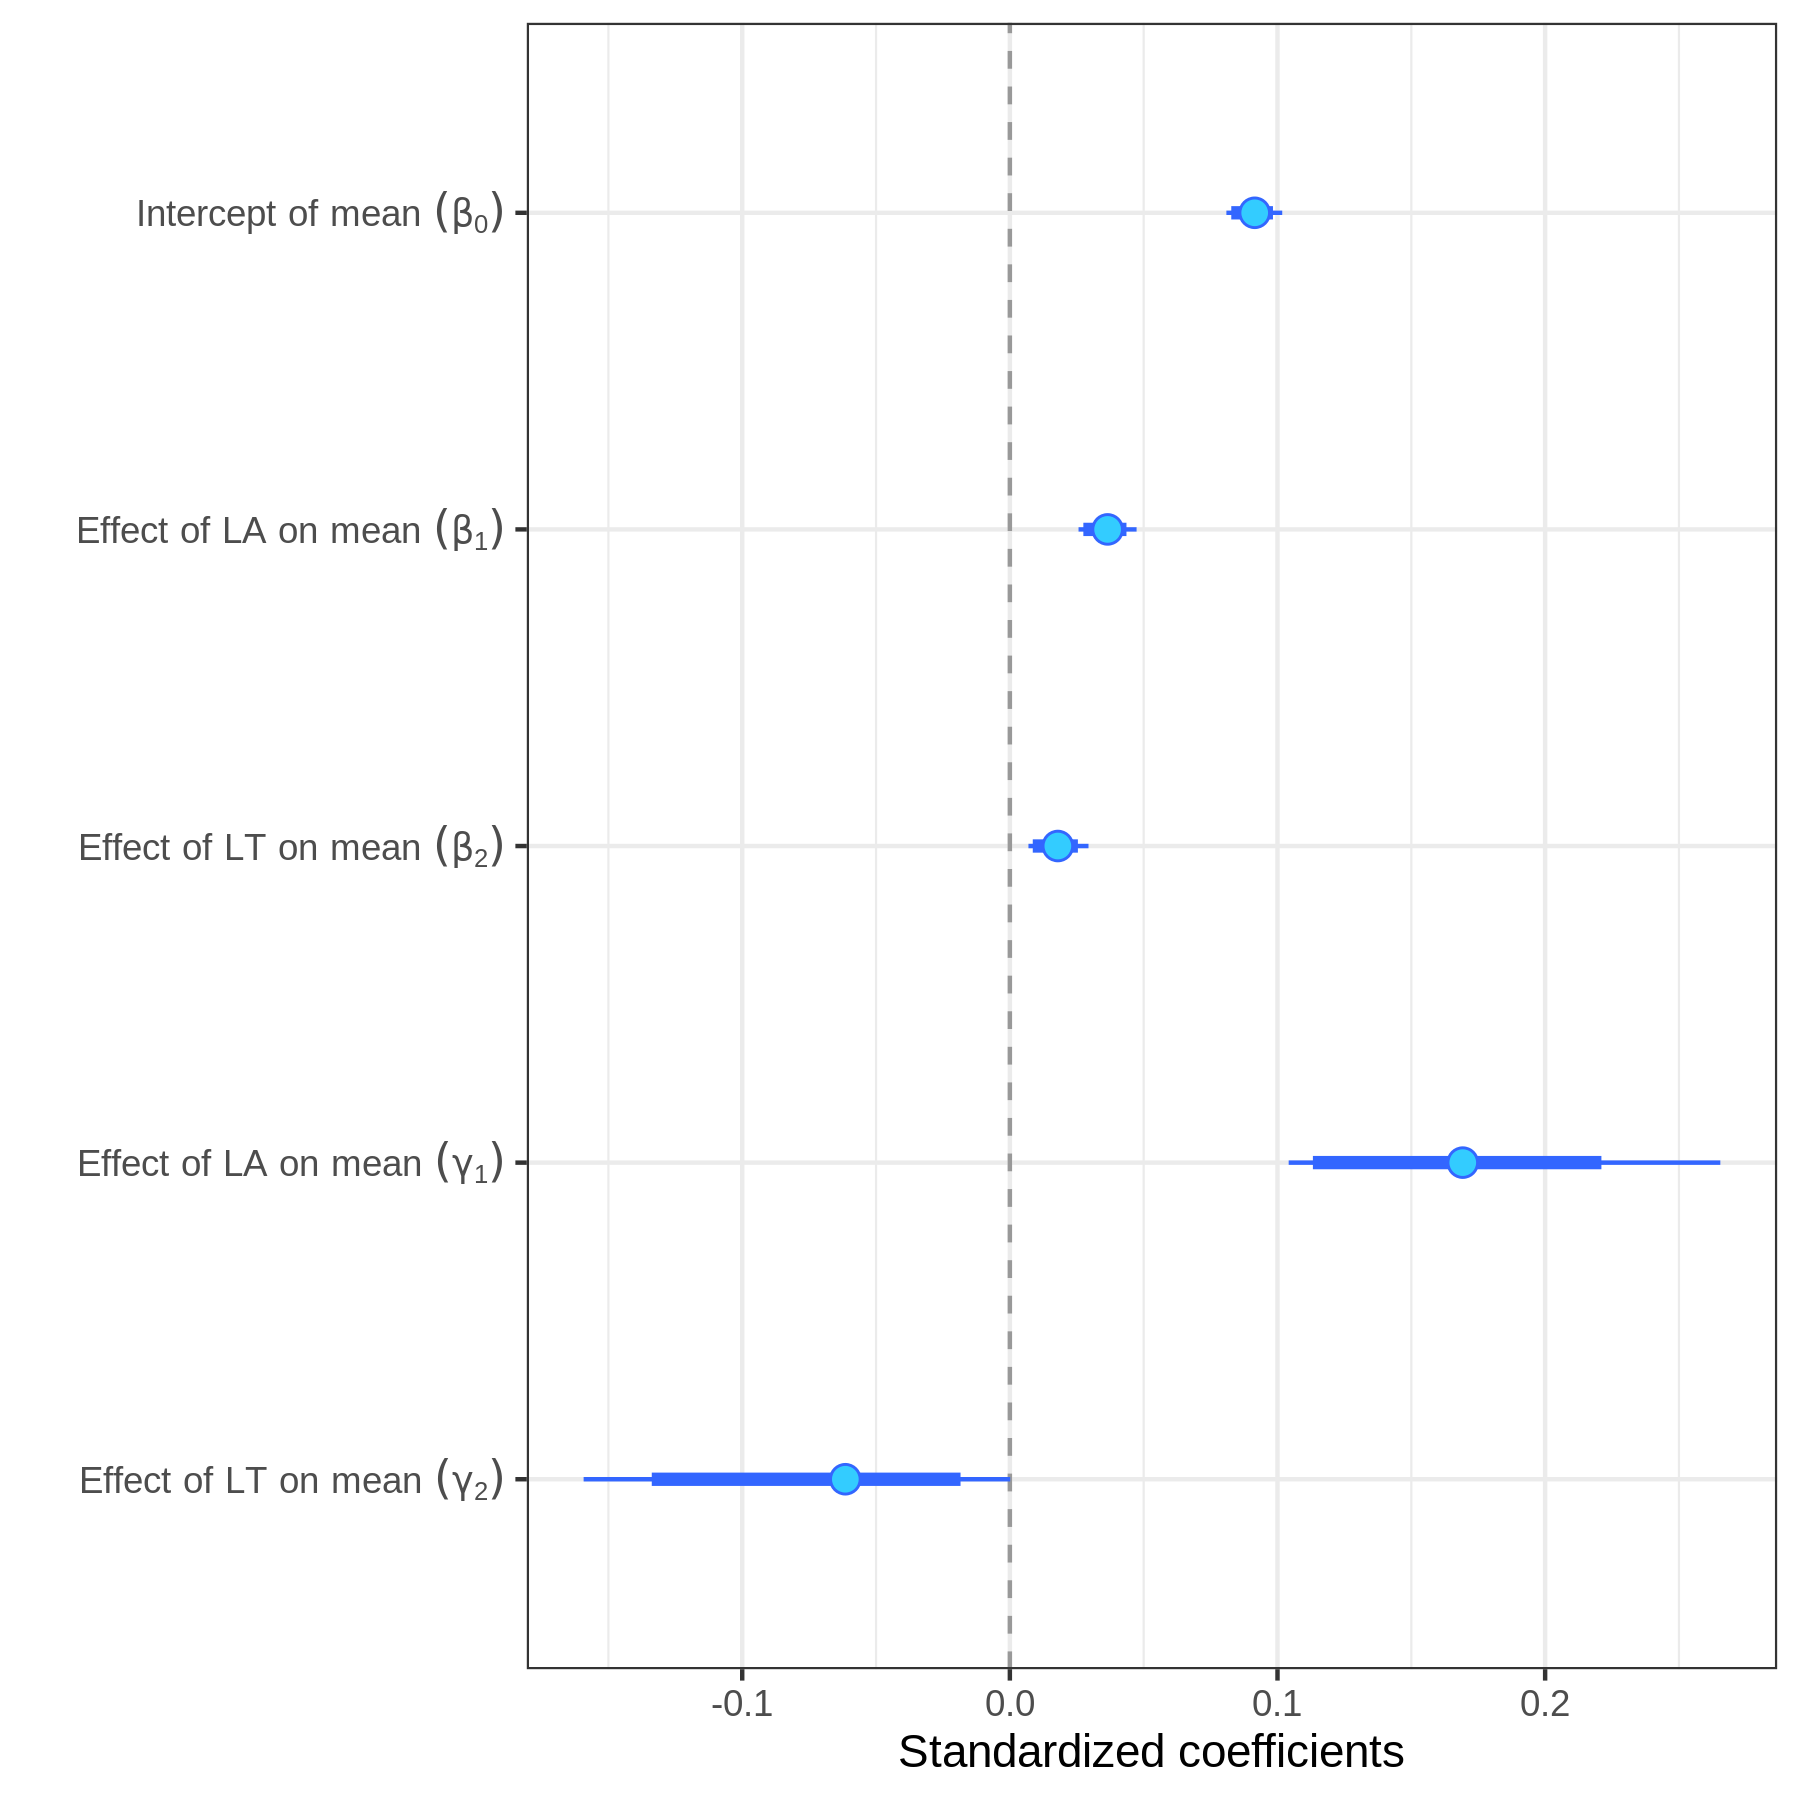 Intercept of mean (β₀)
Effect of LA on mean (β₁)
Effect of LT on mean (β₂)
Effect of LA on mean (γ₁)
Effect of LT on mean (γ₂)
-0.1 0.0 0.1 0.2
Standardized coefficients